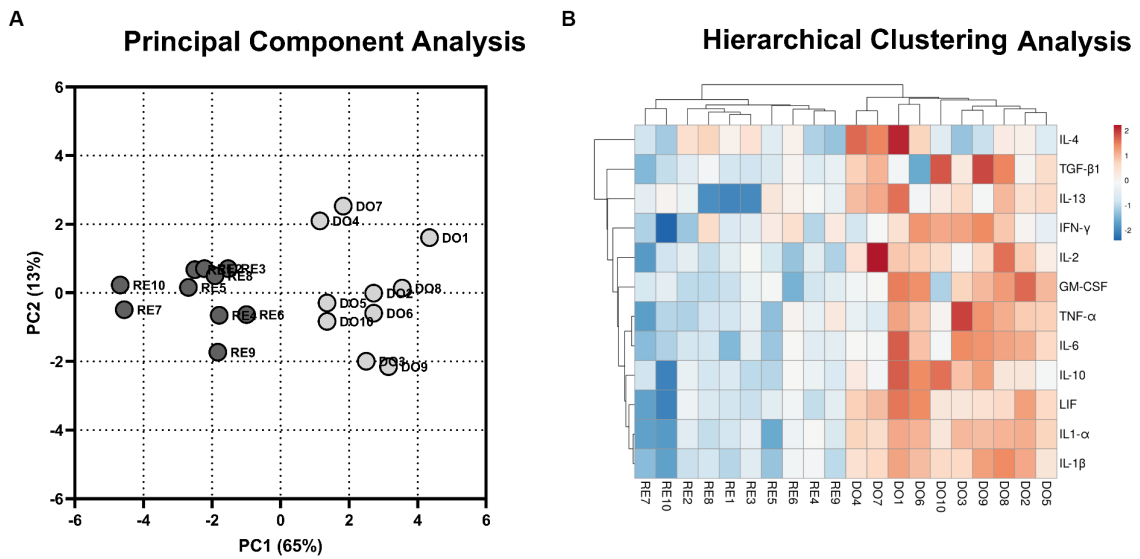 A
Principal Component Analysis
6
4
2
0
-2
-4
-6
-6
-4
-2
0
2
4
6
PC2 (13%)
PC1 (65%)
DO7
DO4
DO1
RE3
RE8
RE10
RE5
RE7
RE4
RE6
RE9
DO8
DO2
DO5
DO6
DO10
DO3
DO9
B
Hierarchical Clustering Analysis
IL-4
TGF-β1
IL-13
IFN-γ
IL-2
GM-CSF
TNF-α
IL-6
IL-10
LIF
IL1-α
IL-1β
2
1
0
-1
-2
RE7
RE10
RE2
RE8
RE1
RE3
RE5
RE6
RE4
RE9
DO4
DO7
DO1
DO6
DO10
DO3
DO9
DO8
DO2
DO5